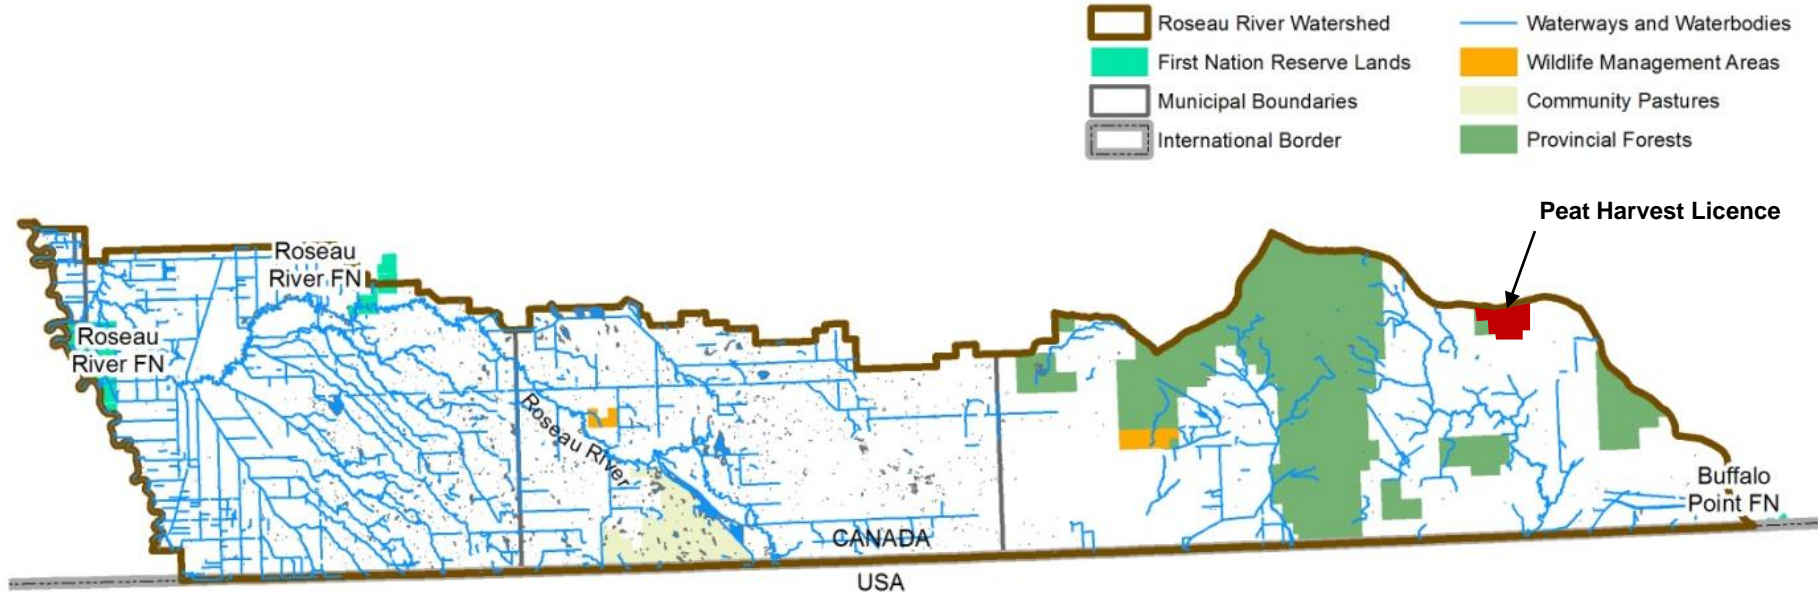 Roseau River Watershed
First Nation Reserve Lands
Municipal Boundaries
International Border
Waterways and Waterbodies
Wildlife Management Areas
Community Pastures
Provincial Forests
Peat Harvest Licence
Roseau
River FN
Roseau
River FN
Roseau River
Buffalo
Point FN
CANADA
USA